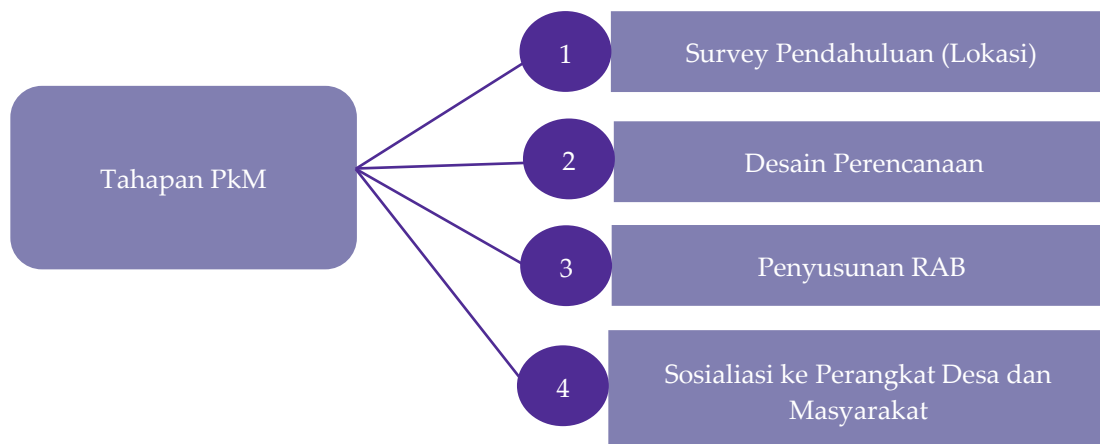 Tahapan PkM
1
Survey Pendahuluan (Lokasi)
2
Desain Perencanaan
3
Penyusunan RAB
4
Sosialiasi ke Perangkat Desa dan
Masyarakat